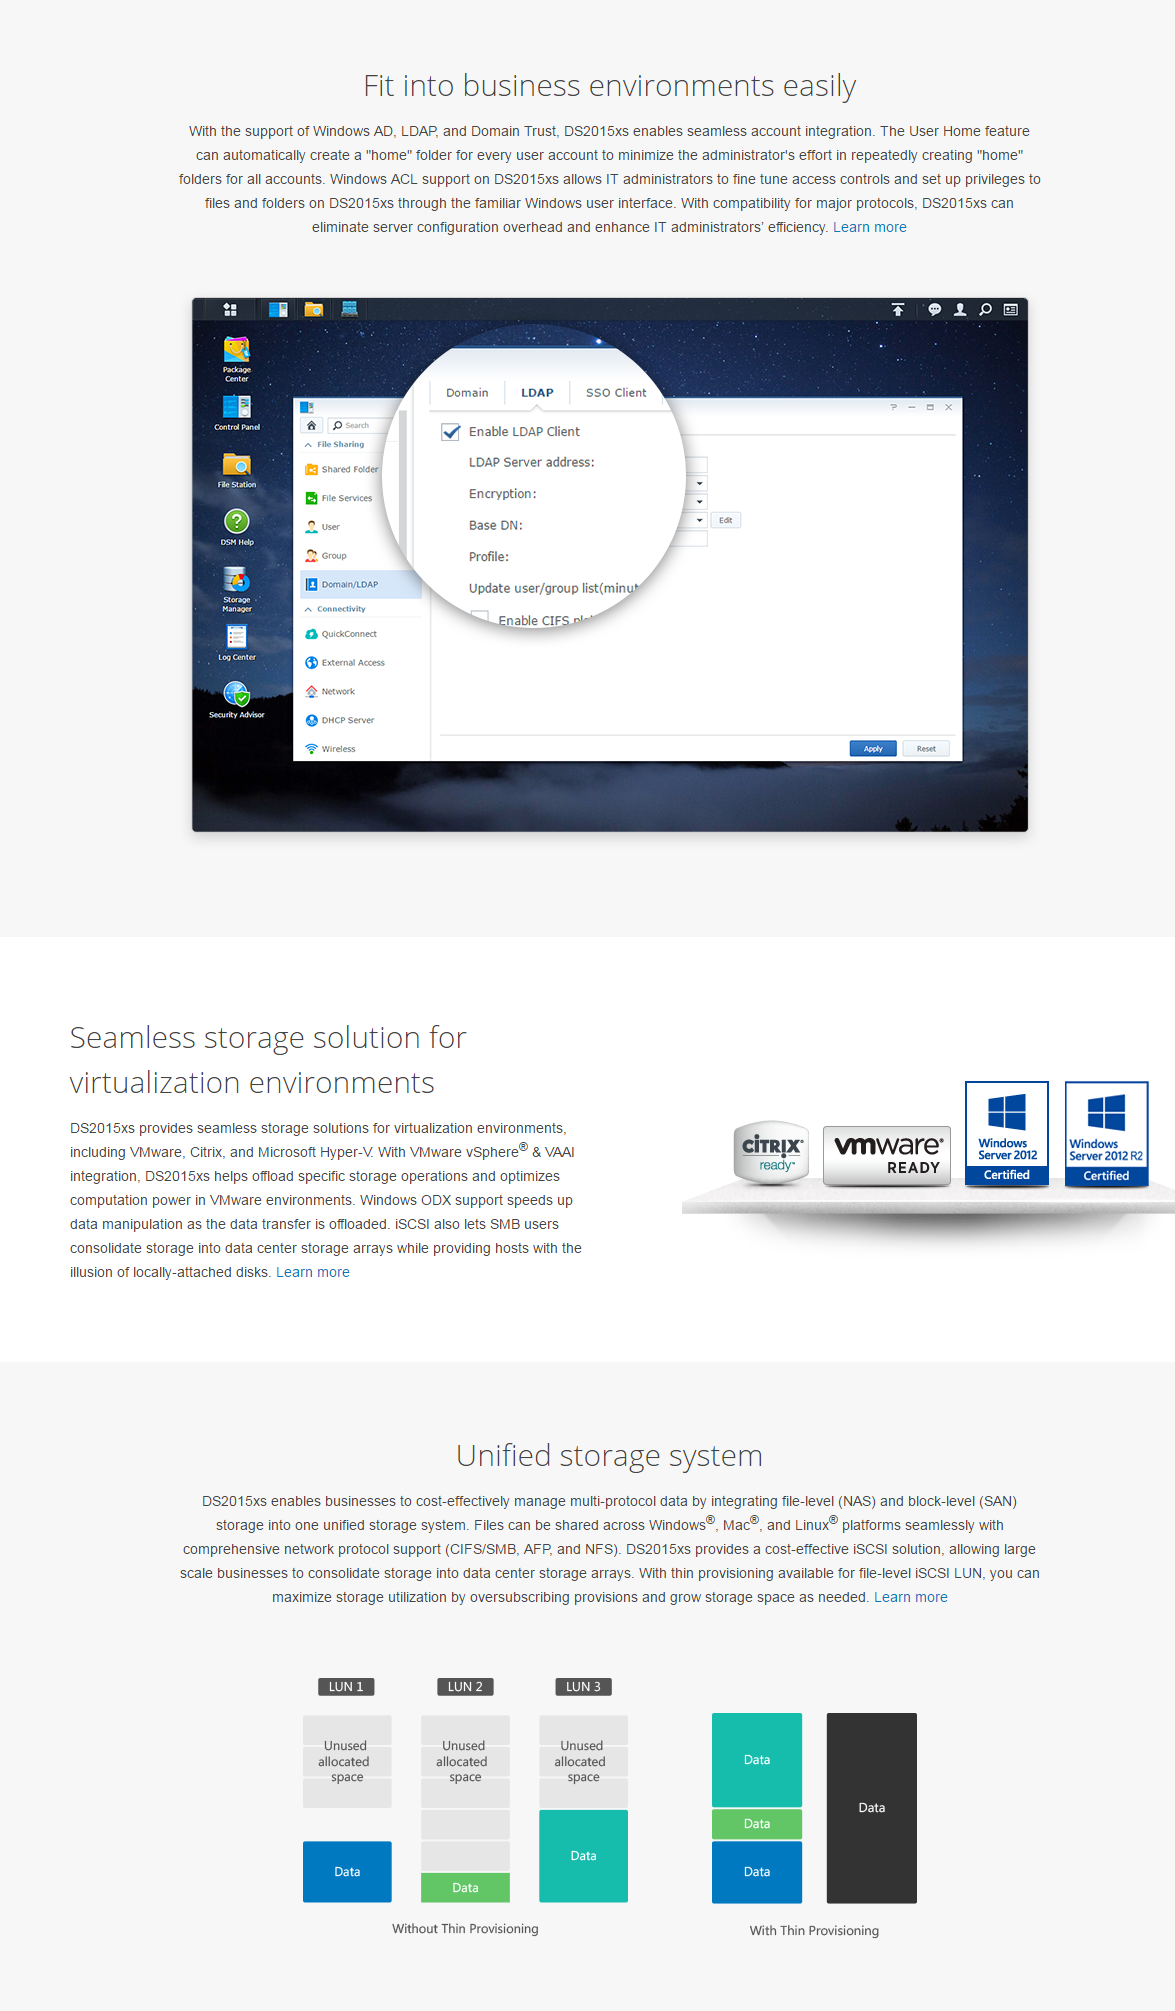 Fit into business environments easily
With the support of Windows AD, LDAP, and Domain Trust, DS2015xs enables seamless account integration. The User Home feature
can automatically create a "home" folder for every user account to minimize the administrator's effort in repeatedly creating "home"
folders for all accounts. Windows ACL support on DS2015xs allows IT administrators to fine tune access controls and set up privileges to
files and folders on DS2015xs through the familiar Windows user interface. With compatibility for major protocols, DS2015xs can
eliminate server configuration overhead and enhance IT administrators’ efficiency. Learn more
Package
Center
Control Panel
File Station
DSM Help
Storage
Manager
Log Center
Security Advisor
Search
File Sharing
Shared Folder
File Services
User
Group
Domain/LDAP
Connectivity
QuickConnect
External Access
Network
DHCP Server
Wireless
Domain LDAP SSO Client
Enable LDAP Client
LDAP Server address:
Encryption:
Base DN:
Profile:
Update user/group list(minut
Enable CIFS
Edit
Apply Reset
Seamless storage solution for
virtualization environments
DS2015xs provides seamless storage solutions for virtualization environments,
including VMware, Citrix, and Microsoft Hyper-V. With VMware vSphere® & VAAI
integration, DS2015xs helps offload specific storage operations and optimizes
computation power in VMware environments. Windows ODX support speeds up
data manipulation as the data transfer is offloaded. iSCSI also lets SMB users
consolidate storage into data center storage arrays while providing hosts with the
illusion of locally-attached disks. Learn more
CITRIX®
ready™
vmware®
READY
Windows
Server 2012
Certified
Windows
Server 2012 R2
Certified
Unified storage system
DS2015xs enables businesses to cost-effectively manage multi-protocol data by integrating file-level (NAS) and block-level (SAN)
storage into one unified storage system. Files can be shared across Windows®, Mac®, and Linux® platforms seamlessly with
comprehensive network protocol support (CIFS/SMB, AFP, and NFS). DS2015xs provides a cost-effective iSCSI solution, allowing large
scale businesses to consolidate storage into data center storage arrays. With thin provisioning available for file-level iSCSI LUN, you can
maximize storage utilization by oversubscribing provisions and grow storage space as needed. Learn more
LUN 1
Unused
allocated
space
Data
LUN 2
Unused
allocated
space
Data
LUN 3
Unused
allocated
space
Data
Without Thin Provisioning
Data
Data
Data
Data
With Thin Provisioning